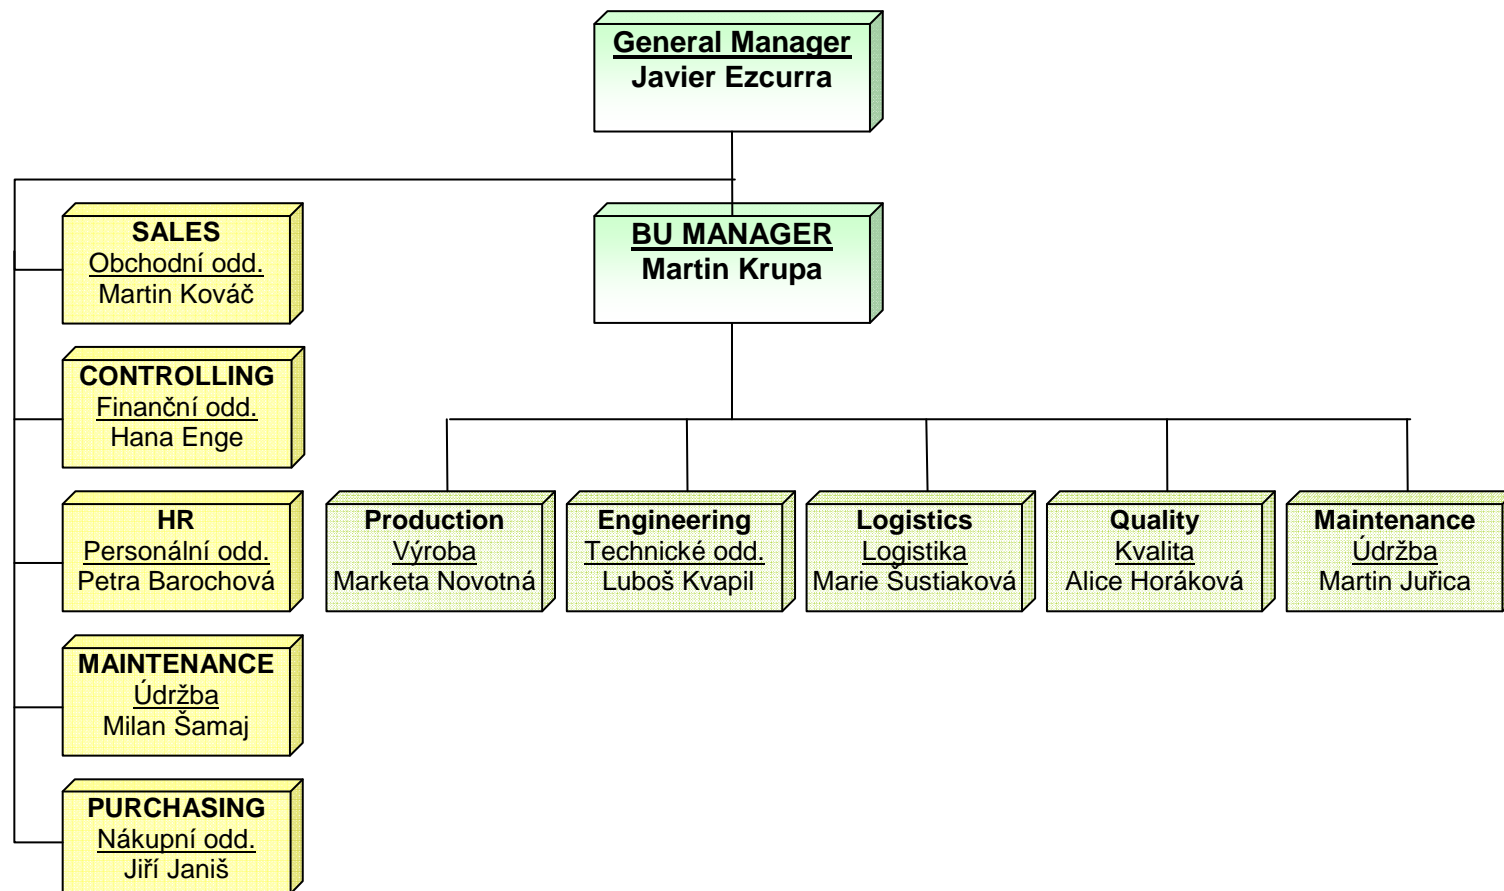 General Manager
Javier Ezcurra
BU MANAGER
Martin Krupa
SALES
Obchodní odd.
Martin Kováč
CONTROLLING
Finanční odd.
Hana Enge
HR
Personální odd.
Petra Barochová
MAINTENANCE
Údržba
Milan Šamaj
PURCHASING
Nákupní odd.
Jiří Janiš
Production
Výroba
Marketa Novotná
Engineering
Technické odd.
Luboš Kvapil
Logistics
Logistika
Marie Šustiaková
Quality
Kvalita
Alice Horáková
Maintenance
Údržba
Martin Juřica